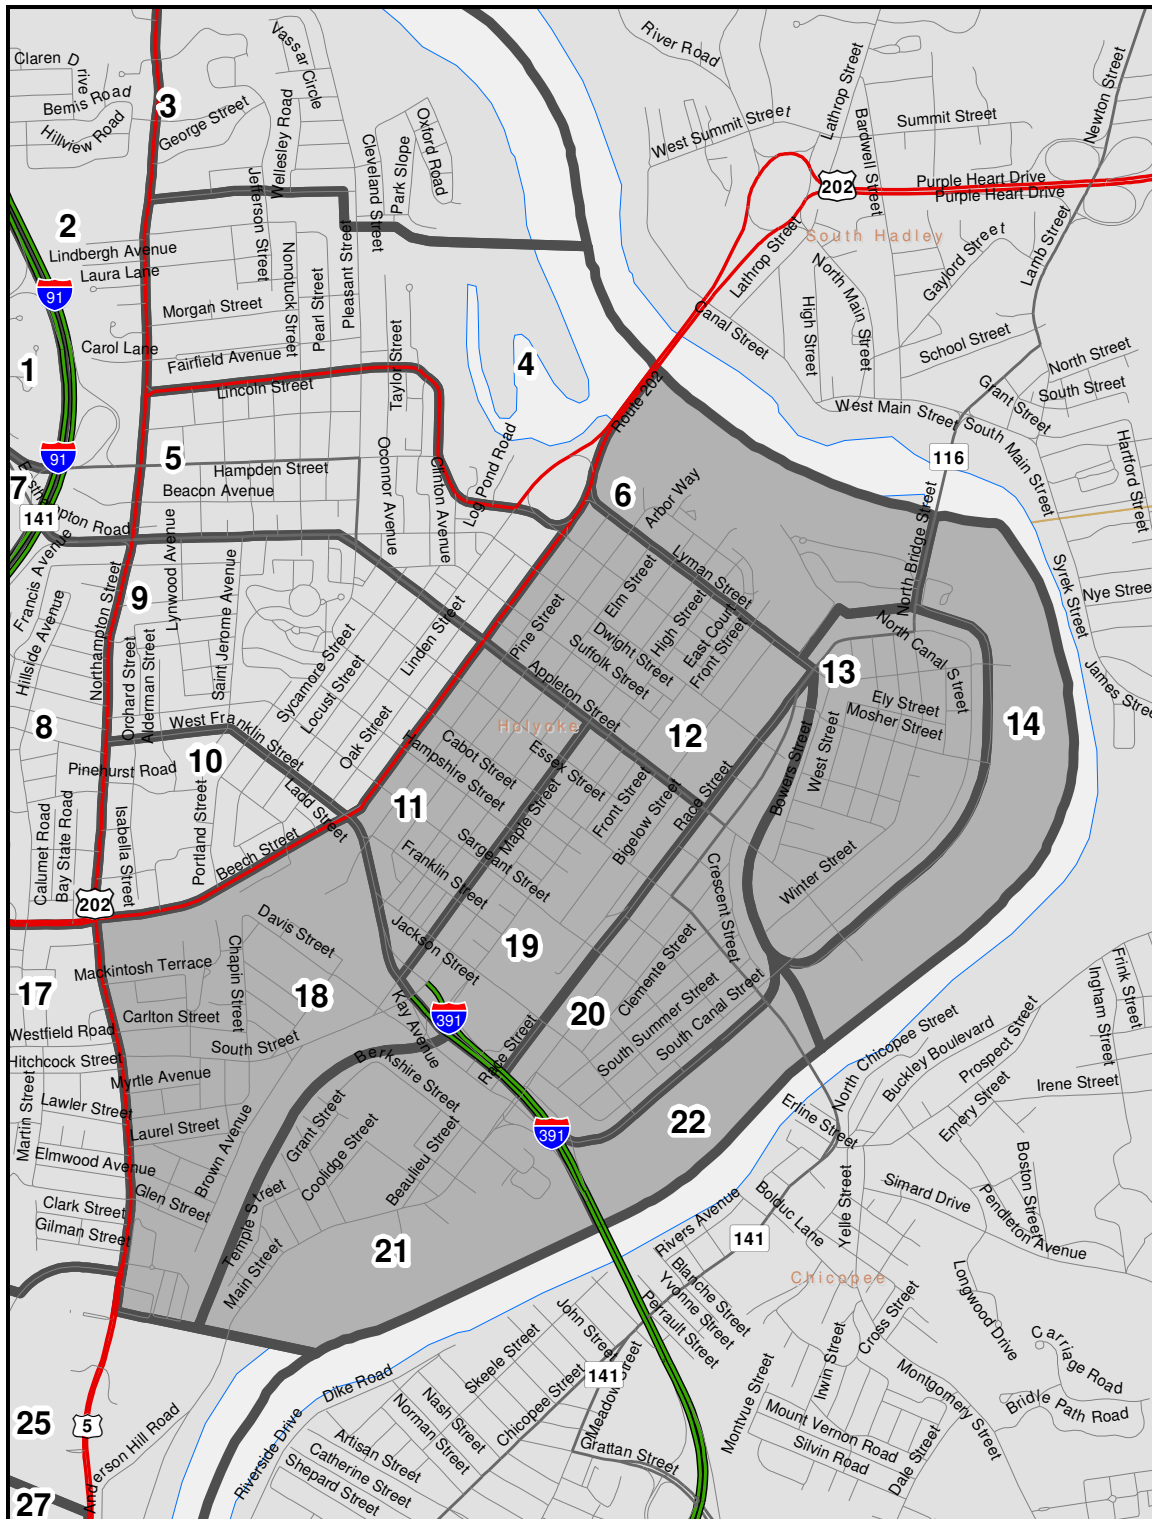 River Road
Vassar Circle
Claren Drive
Bemis Road
Hillview Road
3
George Street
Wellesley Road
Jefferson Street
Cleveland Street
Park Slope
Oxford Road
West Summit Street
Lathrop Street
Bardwell Street
Summit Street
Newton Street
202
Purple Heart Drive
Purple Heart Drive
2
Lindbergh Avenue
Laura Lane
91
Morgan Street
Nonotuck Street
Pearl Street
Pleasant Street
South Hadley
Lathrop Street
North Main Street
Gaylord Street
Lamb Street
Canal Street
High Street
School Street
North Street
South Street
Grant Street
1
Carol Lane
Fairfield Avenue
Lincoln Street
Taylor Street
4
Route 202
West Main Street
South Main Street
116
Hartford Street
91
5
Hampden Street
Beacon Avenue
Oconnor Avenue
Clinton Avenue
Log Pond Road
7
141
Easthampton Road
6
Arbor Way
Lyman Street
North Bridge Street
Syrek Street
Nye Street
James Street
Francis Avenue
Hillside Avenue
Northampton Street
9
Lynwood Avenue
Saint Jerome Avenue
Orchard Street
Alderman Street
Sycamore Street
Locust Street
Linden Street
Oak Street
Pine Street
Elm Street
Dwight Street
Suffolk Street
High Street
East Court
Front Street
Appleton Street
Holyoke
North Canal Street
13
Ely Street
Mosher Street
14
8
West Franklin Street
10
Pinehurst Road
Ladd Street
Hampshire Street
Cabot Street
Essex Street
12
Bowers Street
West Street
11
Maple Street
Front Street
Bigelow Street
Race Street
Calumet Road
Bay State Road
Isabella Street
Portland Street
Beech Street
Sargeant Street
Franklin Street
Crescent Street
Winter Street
202
Davis Street
Jackson Street
19
Clemente Street
17
Mackintosh Terrace
Chapin Street
18
Carlton Street
South Street
Kay Avenue
391
Race Street
20
South Summer Street
South Canal Street
Westfield Road
Hitchcock Street
Myrtle Avenue
Berkshire Street
North Chicopee Street
Buckley Boulevard
Prospect Street
Ingham Street
Frink Street
Martin Street
Lawler Street
Laurel Street
Grant Street
Coolidge Street
Beaulieu Street
391
22
Erline Street
Emery Street
Irene Street
Elmwood Avenue
Brown Avenue
Glen Street
Clark Street
Gilman Street
Temple Street
Main Street
21
Rivers Avenue
Bolduc Lane
Yelle Street
Simard Drive
Boston Street
Pendleton Avenue
141
Blanche Street
Yvonne Street
Perrault Street
Chicopee
Longwood Drive
Cross Street
John Street
Skeele Street
141
Meadow Street
Dike Road
Nash Street
Norman Street
Chicopee Street
Irwin Street
Montgomery Street
Carriage Road
Bridle Path Road
25
5
Anderson Hill Road
Riverside Drive
Artisan Street
Catherine Street
Shepard Street
Grattan Street
Montvue Street
Mount Vernon Road
Silvin Road
Dale Street
27